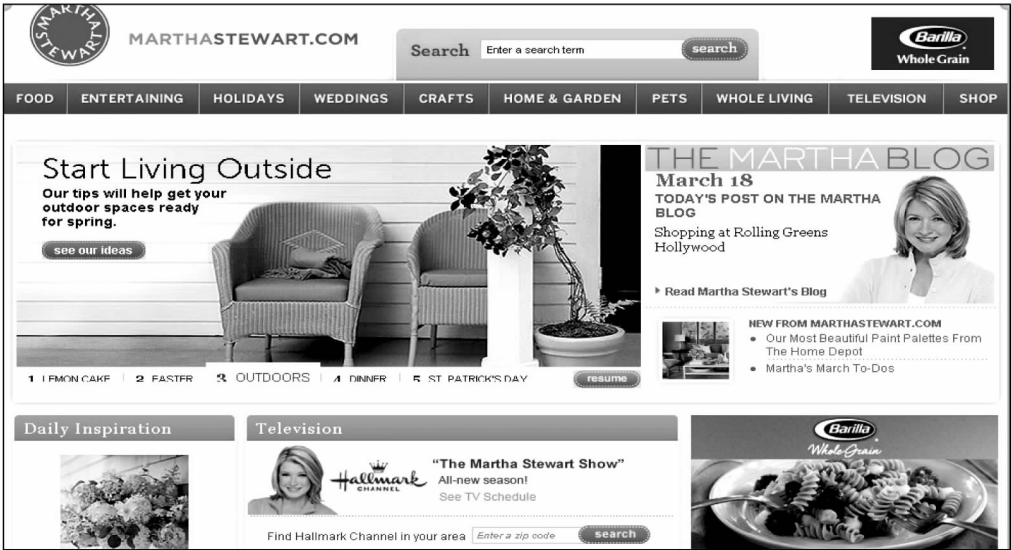 MARTHA STEWART
MARTHASTEWART.COM
Search Enter a search term search
Barilla
Whole Grain
FOOD ENTERTAINING HOLIDAYS WEDDINGS CRAFTS HOME & GARDEN PETS WHOLE LIVING TELEVISION SHOP
Start Living Outside
Our tips will help get your
outdoor spaces ready
for spring.
see our ideas
1 LEMON CAKE 2 EASTER 3 OUTDOORS 4 DINNER 5 ST. PATRICK'S DAY resume
THE MARTHA BLOG
March 18
TODAY'S POST ON THE MARTHA
BLOG
Shopping at Rolling Greens
Hollywood
Read Martha Stewart's Blog
NEW FROM MARTHASTEWART.COM
• Our Most Beautiful Paint Palettes From
The Home Depot
• Martha's March To-Dos
Daily Inspiration
Television
Hallmark
CHANNEL
"The Martha Stewart Show"
All-new season!
See TV Schedule
Find Hallmark Channel in your area Enter a zip code search
Barilla
Whole Grain